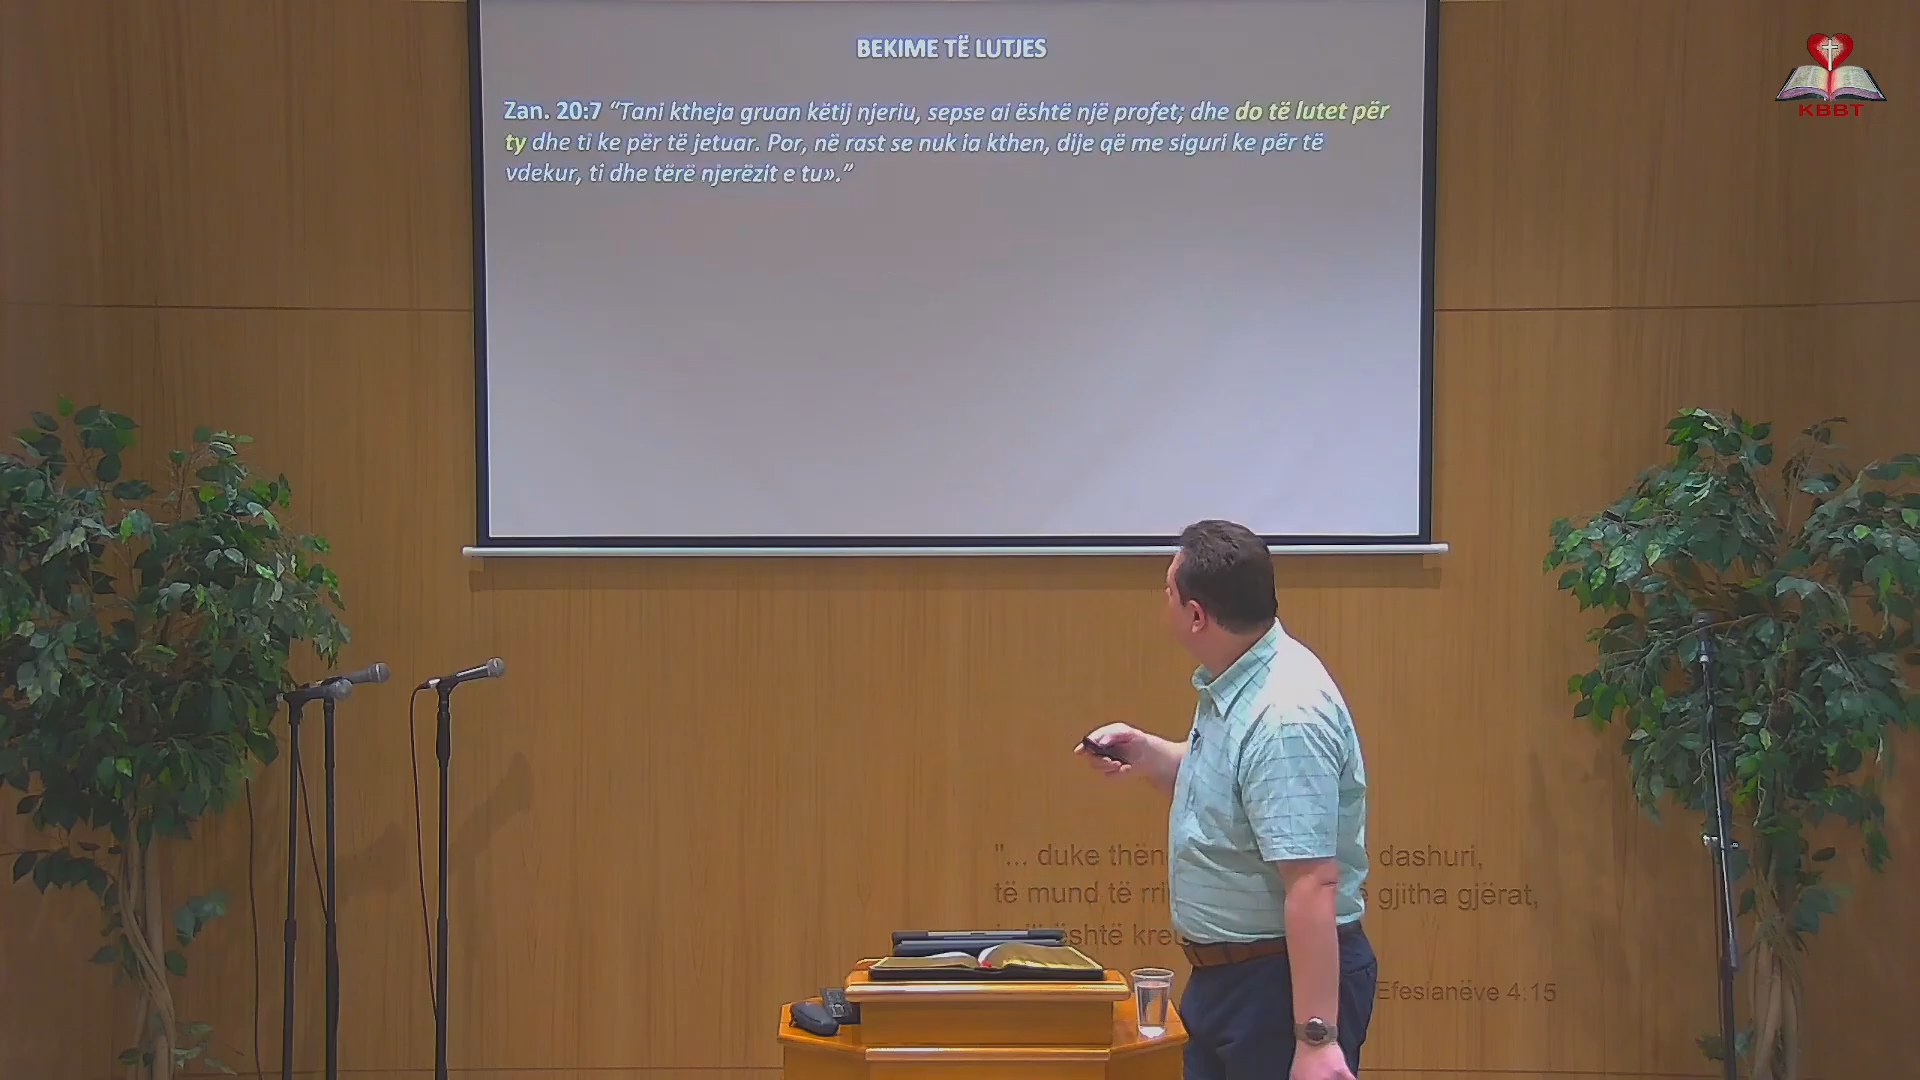 BEKIME TË LUTJES
Zan. 20:7 “Tani ktheja gruan këtij njeriu, sepse ai është një profet; dhe do të lutet për
ty dhe ti ke për të jetuar. Por, në rast se nuk ia kthen, dije që me siguri ke për të
vdekur, ti dhe tërë njerëzit e tu».”
KBBT
"... duke thën dashuri,
të mund të rri gjitha gjërat,
është kre
Efesianëve 4:15